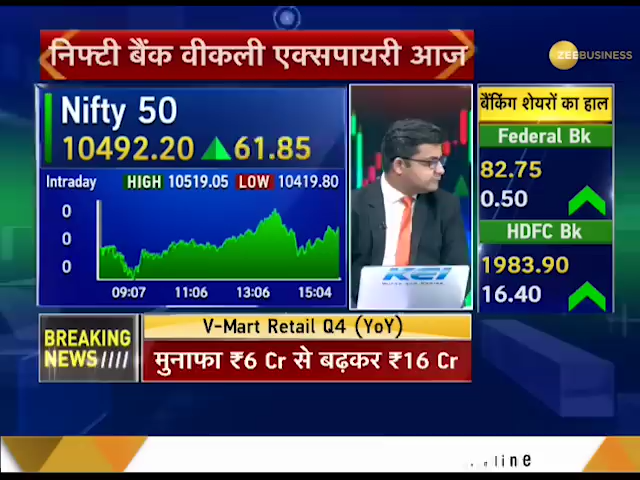 निफ्टी बैंक वीकली एक्सपायरी आज
ZEE BUSINESS
Nifty 50
10492.20 61.85
Intraday HIGH 10519.05 LOW 10419.80
0
0
0
09:07 11:06 13:06 15:04
KEI
बैंकिंग शेयरों का हाल
Federal Bk
82.75
0.50
HDFC Bk
1983.90
16.40
BREAKING
NEWS
V-Mart Retail Q4 (YoY)
मुनाफा ₹6 Cr से बढ़कर ₹16 Cr